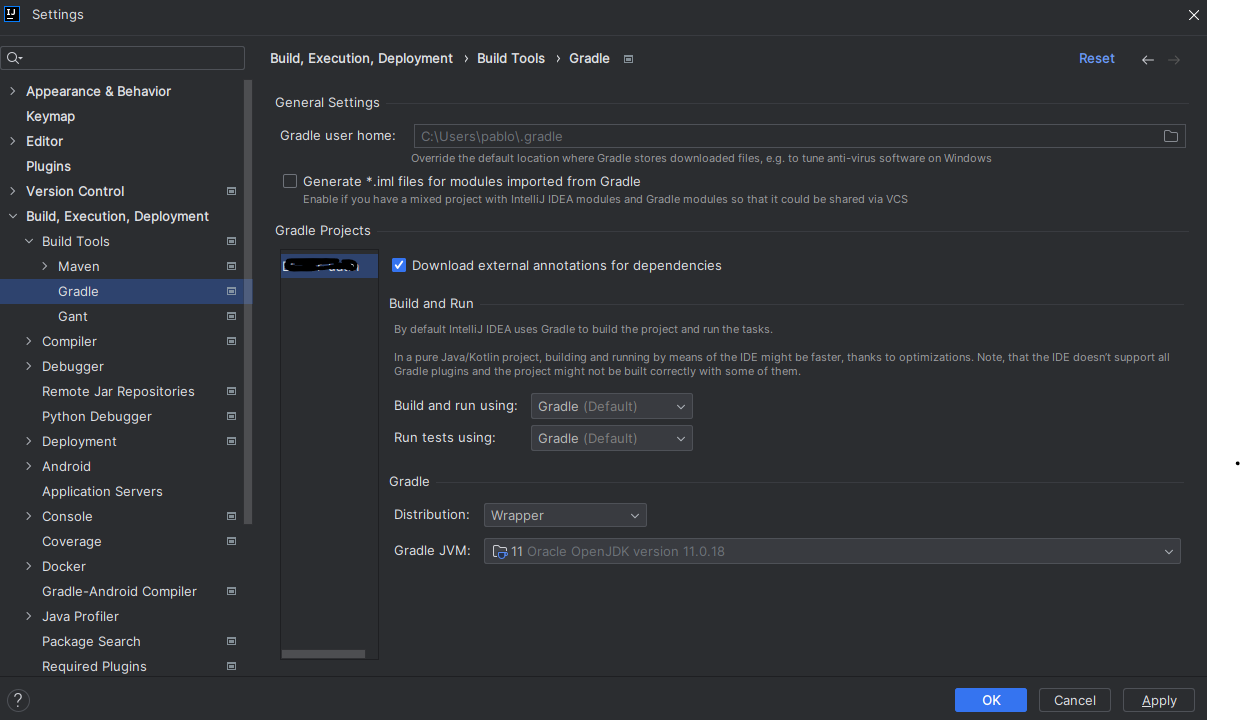 Settings
Appearance & Behavior
Keymap
Editor
Plugins
Version Control
Build, Execution, Deployment
Build Tools
Maven
Gradle
Gant
Compiler
Debugger
Remote Jar Repositories
Python Debugger
Deployment
Android
Application Servers
Console
Coverage
Docker
Gradle-Android Compiler
Java Profiler
Package Search
Required Plugins
Build, Execution, Deployment › Build Tools › Gradle
Reset
General Settings
Gradle user home: C:\Users\pablo\.gradle
Override the default location where Gradle stores downloaded files, e.g. to tune anti-virus software on Windows
Generate *.iml files for modules imported from Gradle
Enable if you have a mixed project with IntelliJ IDEA modules and Gradle modules so that it could be shared via VCS
Gradle Projects
Download external annotations for dependencies
Build and Run
By default IntelliJ IDEA uses Gradle to build the project and run the tasks.
In a pure Java/Kotlin project, building and running by means of the IDE might be faster, thanks to optimizations. Note, that the IDE doesn't support all
Gradle plugins and the project might not be built correctly with some of them.
Build and run using: Gradle (Default)
Run tests using: Gradle (Default)
Gradle
Distribution: Wrapper
Gradle JVM: 11 Oracle OpenJDK version 11.0.18
?
OK
Cancel
Apply